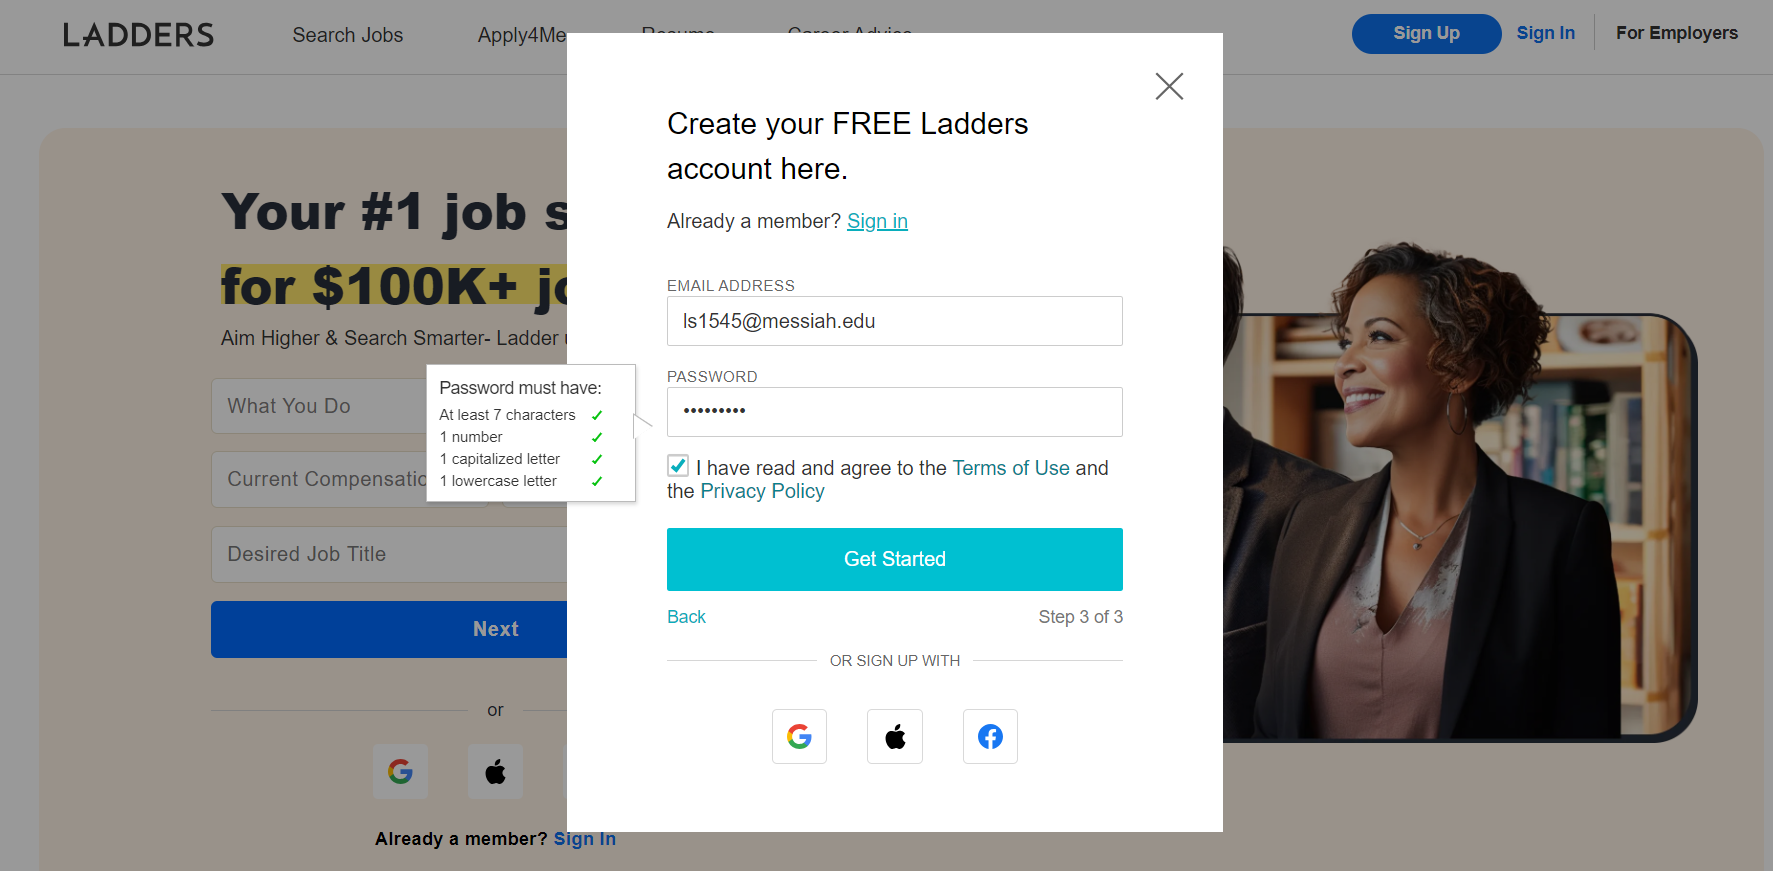 LADDERS
Search Jobs
Apply4Me
Resume
Career Advice
Sign Up
Sign In
For Employers
Your #1 job s
for $100K+ jo
Aim Higher & Search Smarter- Ladder
What You Do
Current Compensatio
Desired Job Title
Next
or
Already a member? Sign In
Create your FREE Ladders
account here.
Already a member? Sign in
EMAIL ADDRESS
ls1545@messiah.edu
PASSWORD
•••••••••
Password must have:
At least 7 characters ✓
1 number ✓
1 capitalized letter ✓
1 lowercase letter ✓
I have read and agree to the Terms of Use and
the Privacy Policy
Get Started
Back
Step 3 of 3
OR SIGN UP WITH